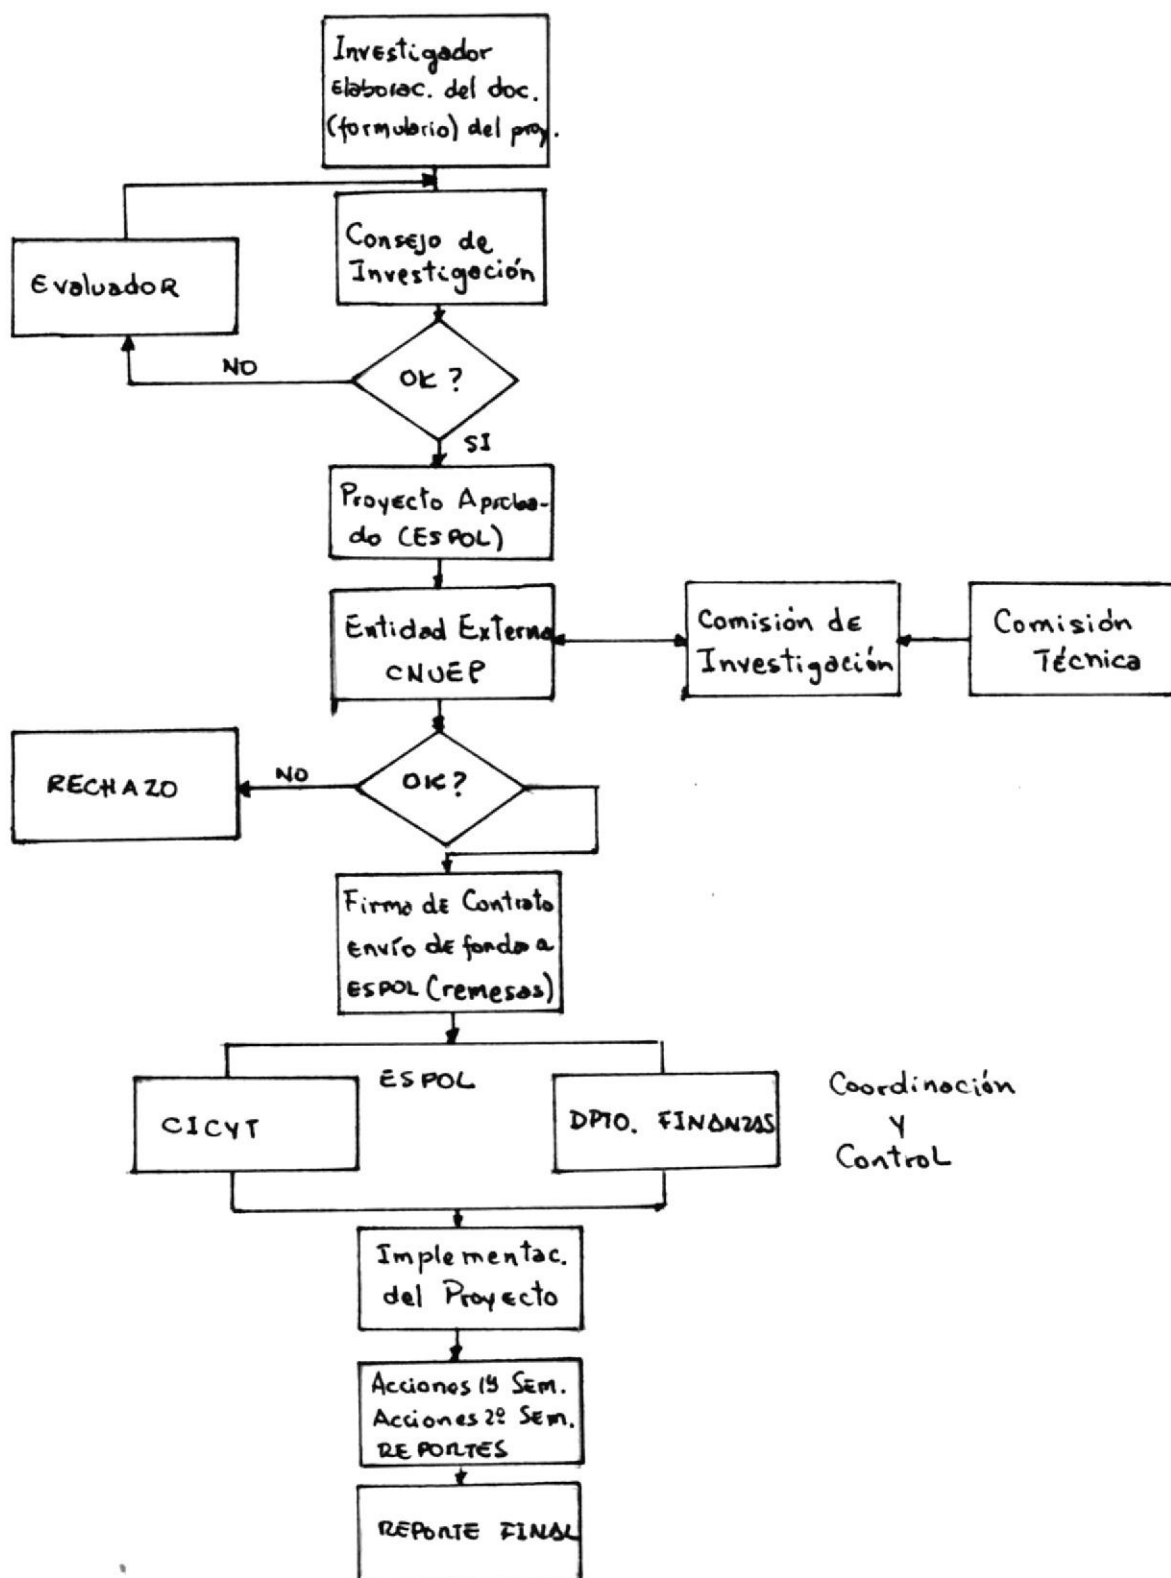 Investigador
Elaborac. del doc.
(formulario) del proy.
Consejo de
Investigación
Evaluador
NO
OK?
SI
Proyecto Aproba-
do (ESPOL)
Entidad Externa
CNUEP
Comisión de
Investigación
Comisión
Técnica
RECHAZO
NO
OK?
Firma de Contrato
envío de fondos a
ESPOL (remesas)
ESPOL
CICYT
DPTO. FINANZAS
Coordinación
y
Control
Implementac.
del Proyecto
Acciones 1º Sem.
Acciones 2º Sem.
REPORTES
REPORTE FINAL